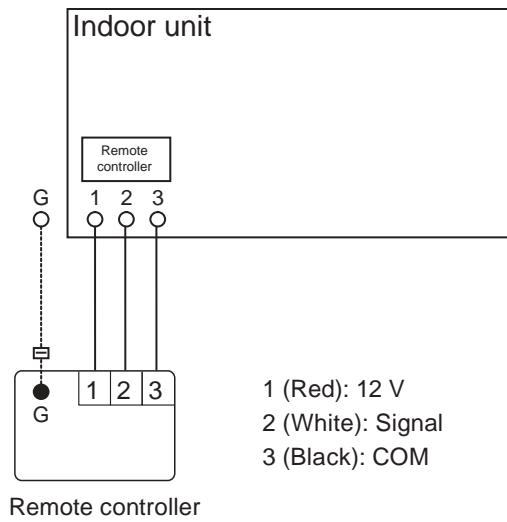 Indoor unit
Remote
controller
G 1 2 3
1 2 3
G
1 (Red): 12 V
2 (White): Signal
3 (Black): COM
Remote controller